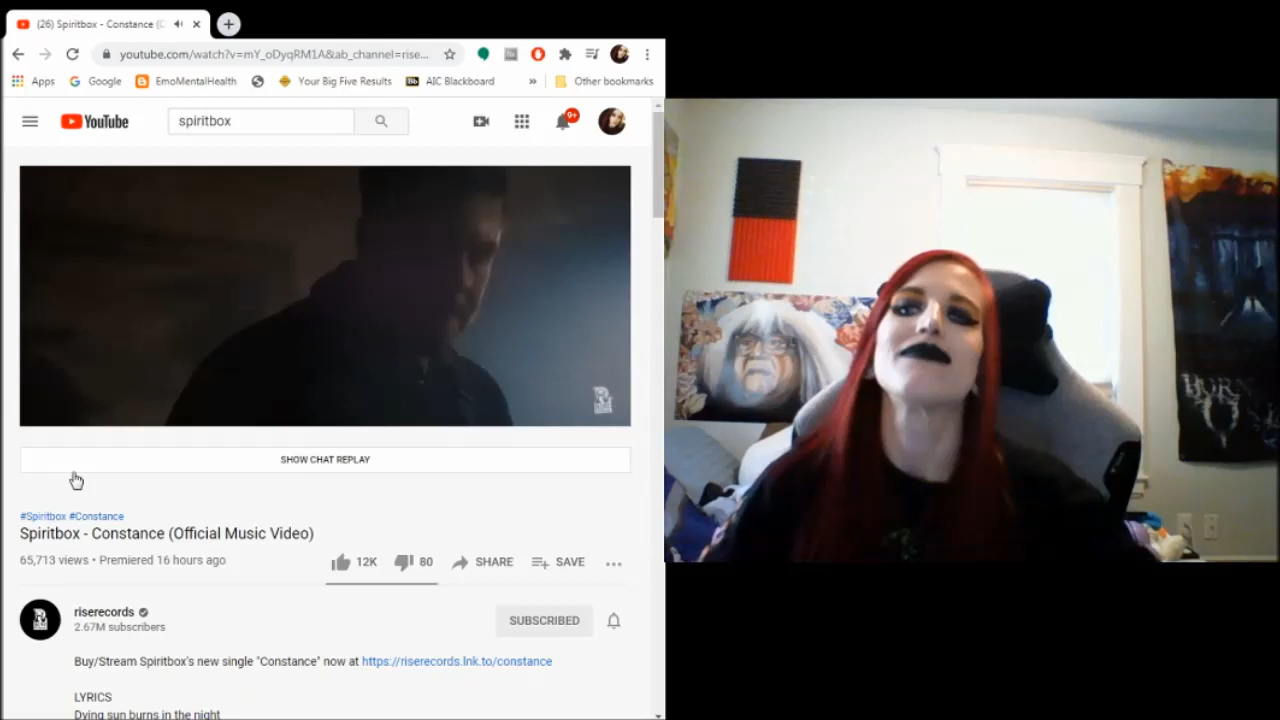 (26) Spiritbox - Constance (
youtube.com/watch?v=mY_oDyqRM1A&ab_channel=rise...
Apps Google EmoMentalHealth Your Big Five Results Bb AIC Blackboard » Other bookmarks
YouTube spiritbox 9+
SHOW CHAT REPLAY
#Spiritbox #Constance
Spiritbox - Constance (Official Music Video)
65,713 views • Premiered 16 hours ago 12K 80 SHARE SAVE
riserecords
2.67M subscribers
SUBSCRIBED
Buy/Stream Spiritbox's new single "Constance" now at https://riserecords.lnk.to/constance
LYRICS
Dying sun burns in the night
BURN